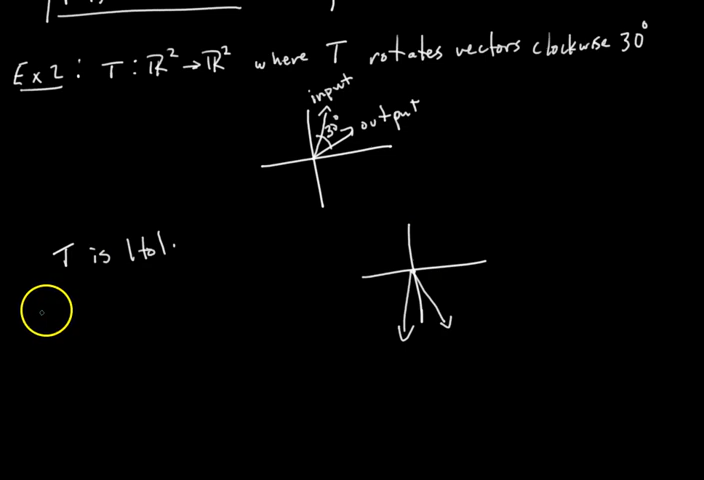 Ex 2: T: ℝ² → ℝ² where T rotates vectors clockwise 30°
input
30°
output
T is 1to1.